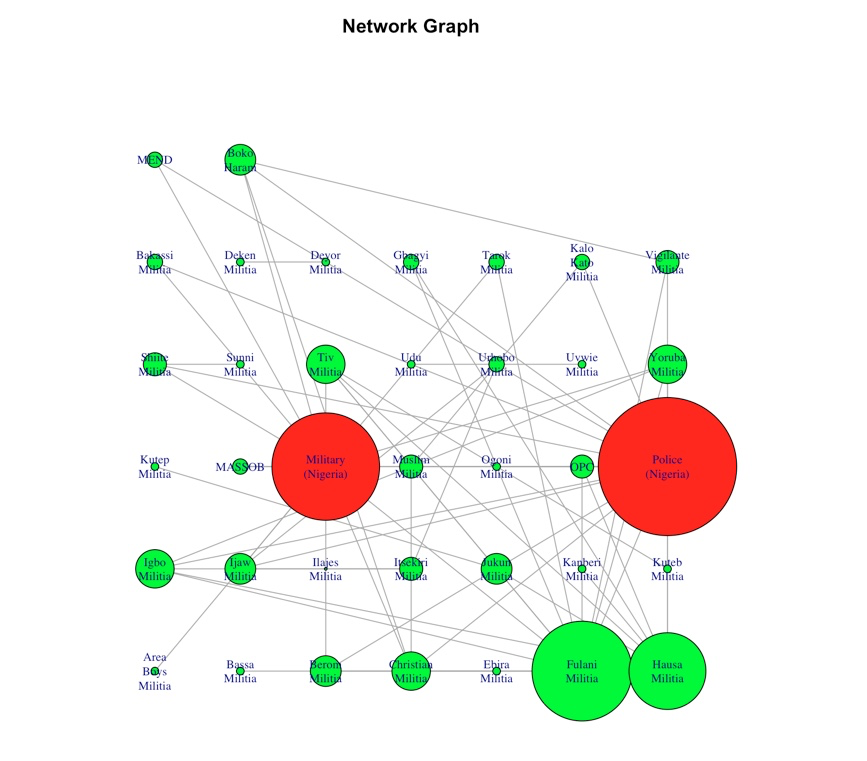 Network Graph
MEND
Boko
Haram
Bakassi
Militia
Deken
Militia
Devor
Militia
Gbagyi
Militia
Tarok
Militia
Kalo
Kato
Militia
Vigilante
Militia
Shiite
Militia
Sunni
Militia
Tiv
Militia
Udu
Militia
Urhobo
Militia
Uvwie
Militia
Yoruba
Militia
Kutep
Militia
MASSOB
Military
(Nigeria)
Muslim
Militia
Ogoni
Militia
OPC
Police
(Nigeria)
Igbo
Militia
Ijaw
Militia
Ilajes
Militia
Itsekiri
Militia
Jukun
Militia
Kanberi
Militia
Kuteb
Militia
Area
Boys
Militia
Bassa
Militia
Berom
Militia
Christian
Militia
Ebira
Militia
Fulani
Militia
Hausa
Militia